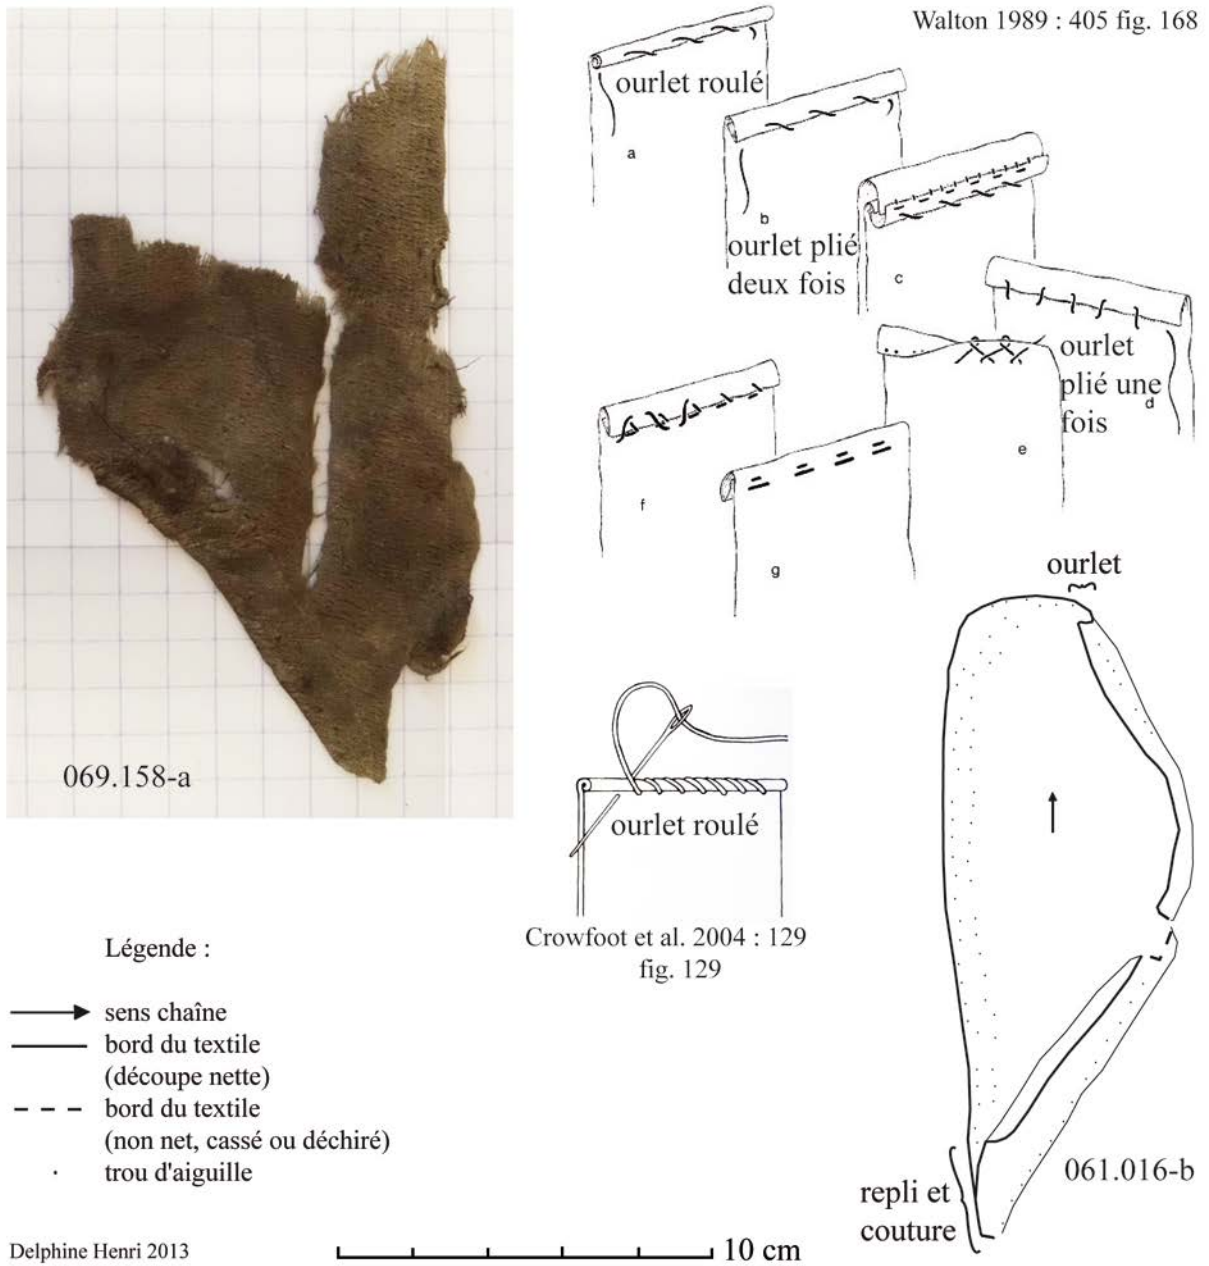 Walton 1989 : 405 fig. 168
ourlet roulé
a
b
ourlet plié
deux fois
c
ourlet
plié une
d
fois
e
f
g
069.158-a
ourlet roulé
Crowfoot et al. 2004 : 129
fig. 129
ourlet
061.016-b
repli et
couture
Légende :
sens chaîne
bord du textile
(découpe nette)
bord du textile
(non net, cassé ou déchiré)
trou d'aiguille
Delphine Henri 2013
10 cm